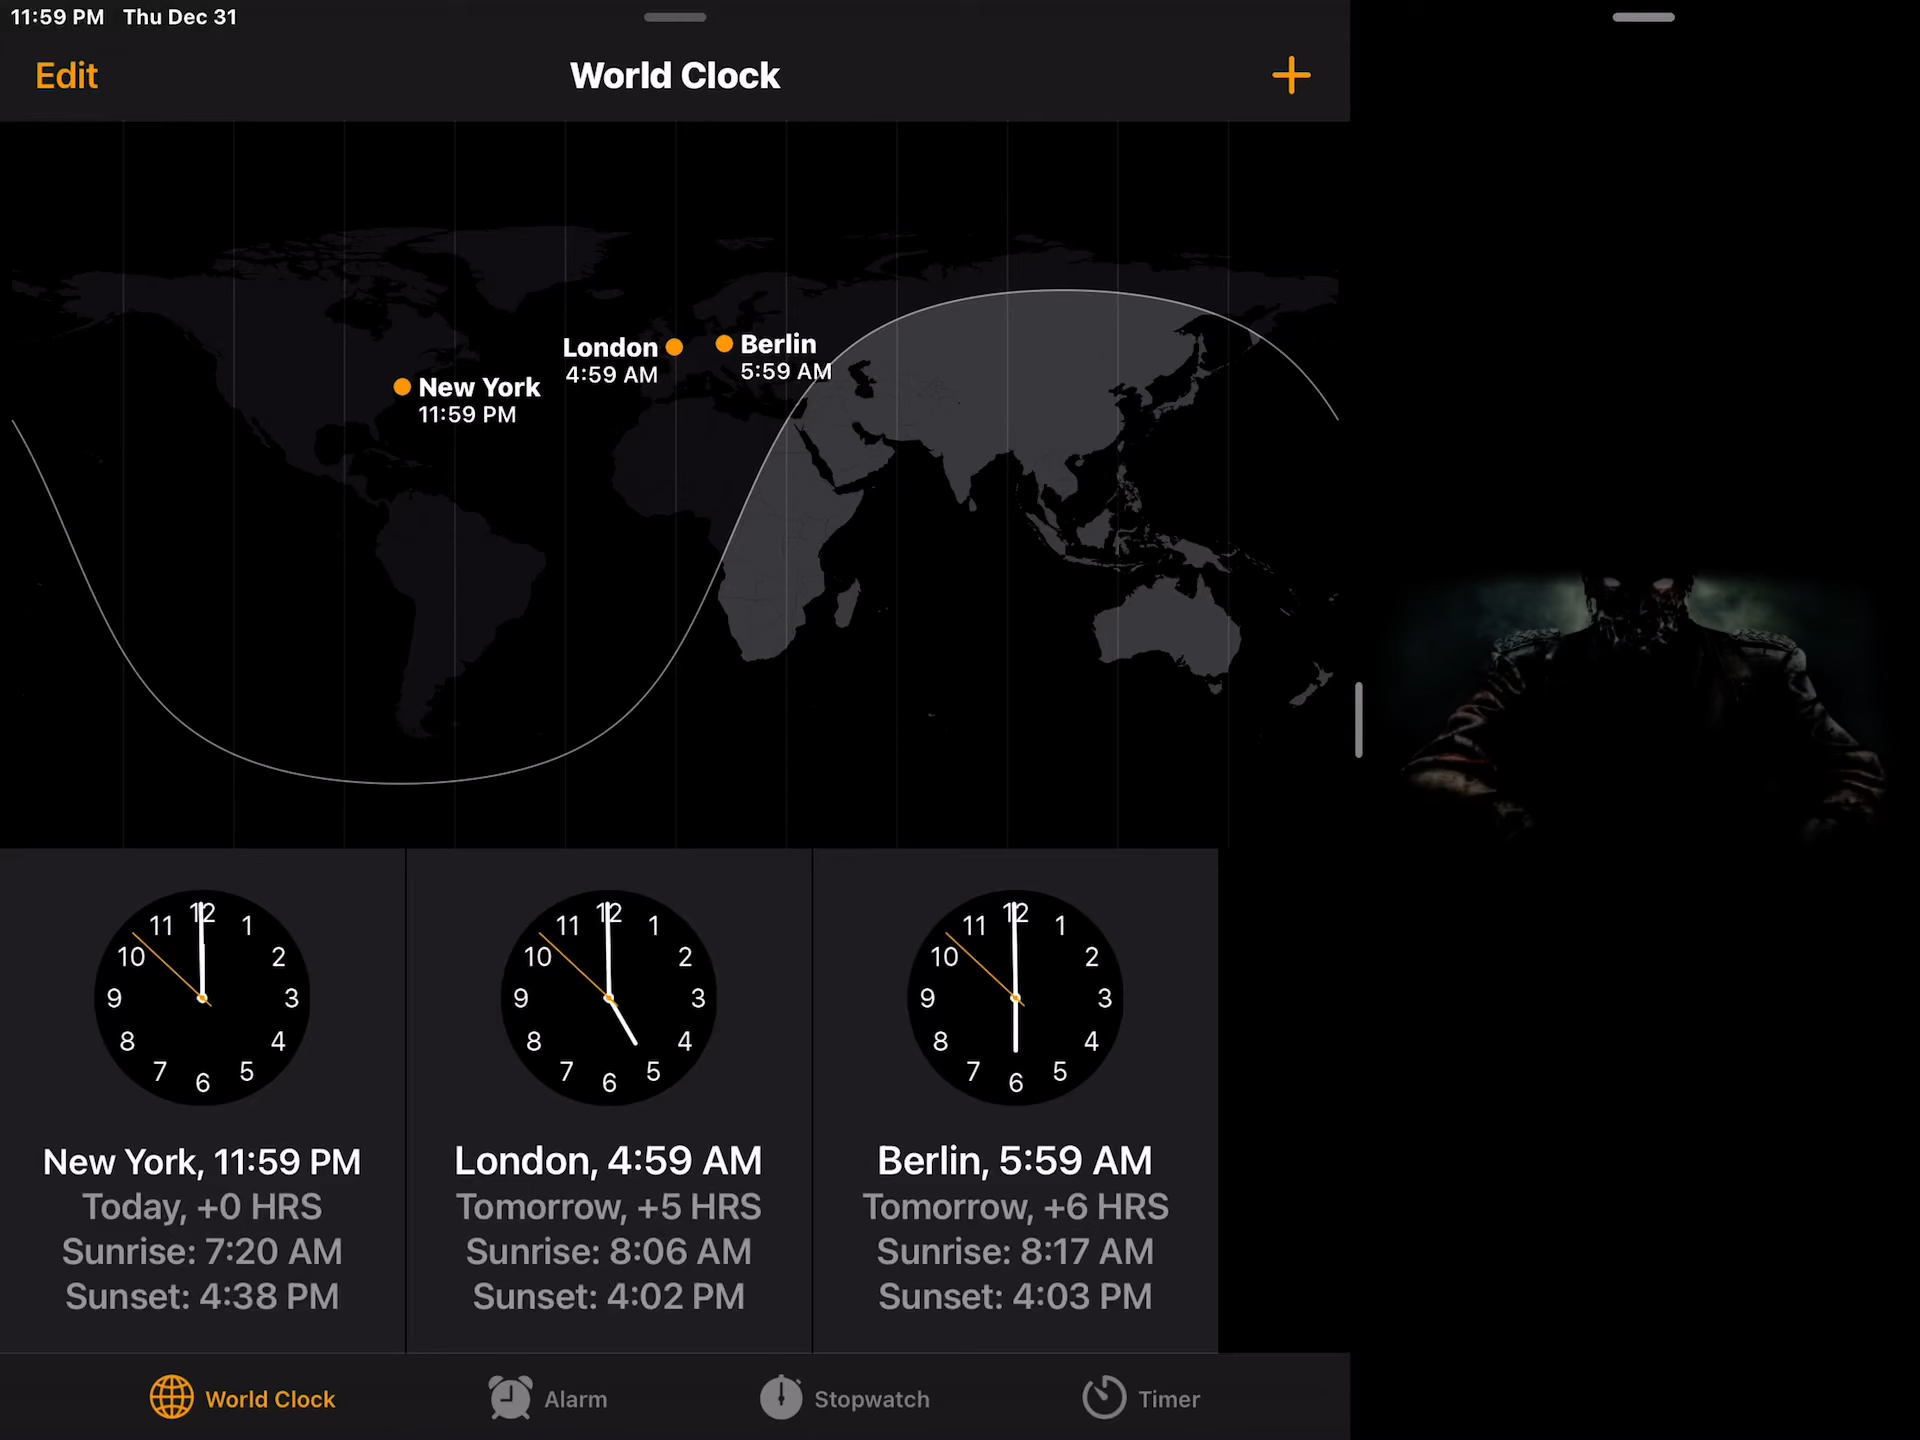 11:59 PM Thu Dec 31
Edit
World Clock
London
4:59 AM
Berlin
5:59 AM
New York
11:59 PM
12
1
2
3
4
5
6
7
8
9
10
11
12
1
2
3
4
5
6
7
8
9
10
11
12
1
2
3
4
5
6
7
8
9
10
11
New York, 11:59 PM
Today, +0 HRS
Sunrise: 7:20 AM
Sunset: 4:38 PM
London, 4:59 AM
Tomorrow, +5 HRS
Sunrise: 8:06 AM
Sunset: 4:02 PM
Berlin, 5:59 AM
Tomorrow, +6 HRS
Sunrise: 8:17 AM
Sunset: 4:03 PM
World Clock
Alarm
Stopwatch
Timer